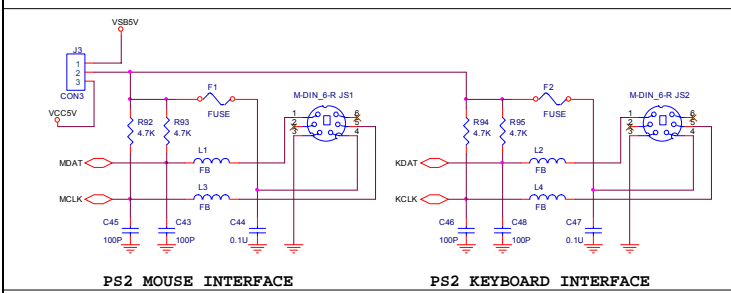 VSB5V
J3
1
2
3
CON3
VCC5V
F1
FUSE
M-DIN_6-R JS1
1
2
3
6
5
4
R92
4.7K
R93
4.7K
MDAT
L1
FB
MCLK
L3
FB
C45
100P
C43
100P
C44
0.1U
F2
FUSE
M-DIN_6-R JS2
1
2
3
6
5
4
R94
4.7K
R95
4.7K
KDAT
L2
FB
KCLK
L4
FB
C46
100P
C48
100P
C47
0.1U
PS2 MOUSE INTERFACE
PS2 KEYBOARD INTERFACE